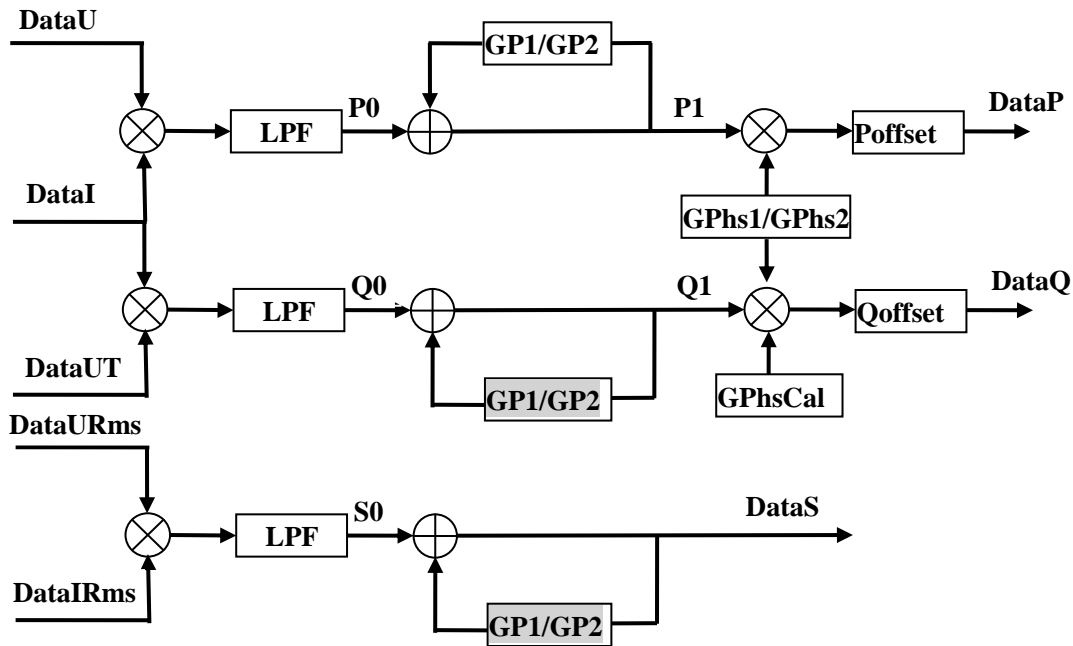 DataU
GP1/GP2
P0
P1
DataP
LPF
Poffset
DataI
GPhs1/GPhs2
Q0
Q1
DataQ
LPF
Qoffset
DataUT
GP1/GP2
GPhsCal
DataURms
S0
DataS
LPF
DataIRms
GP1/GP2